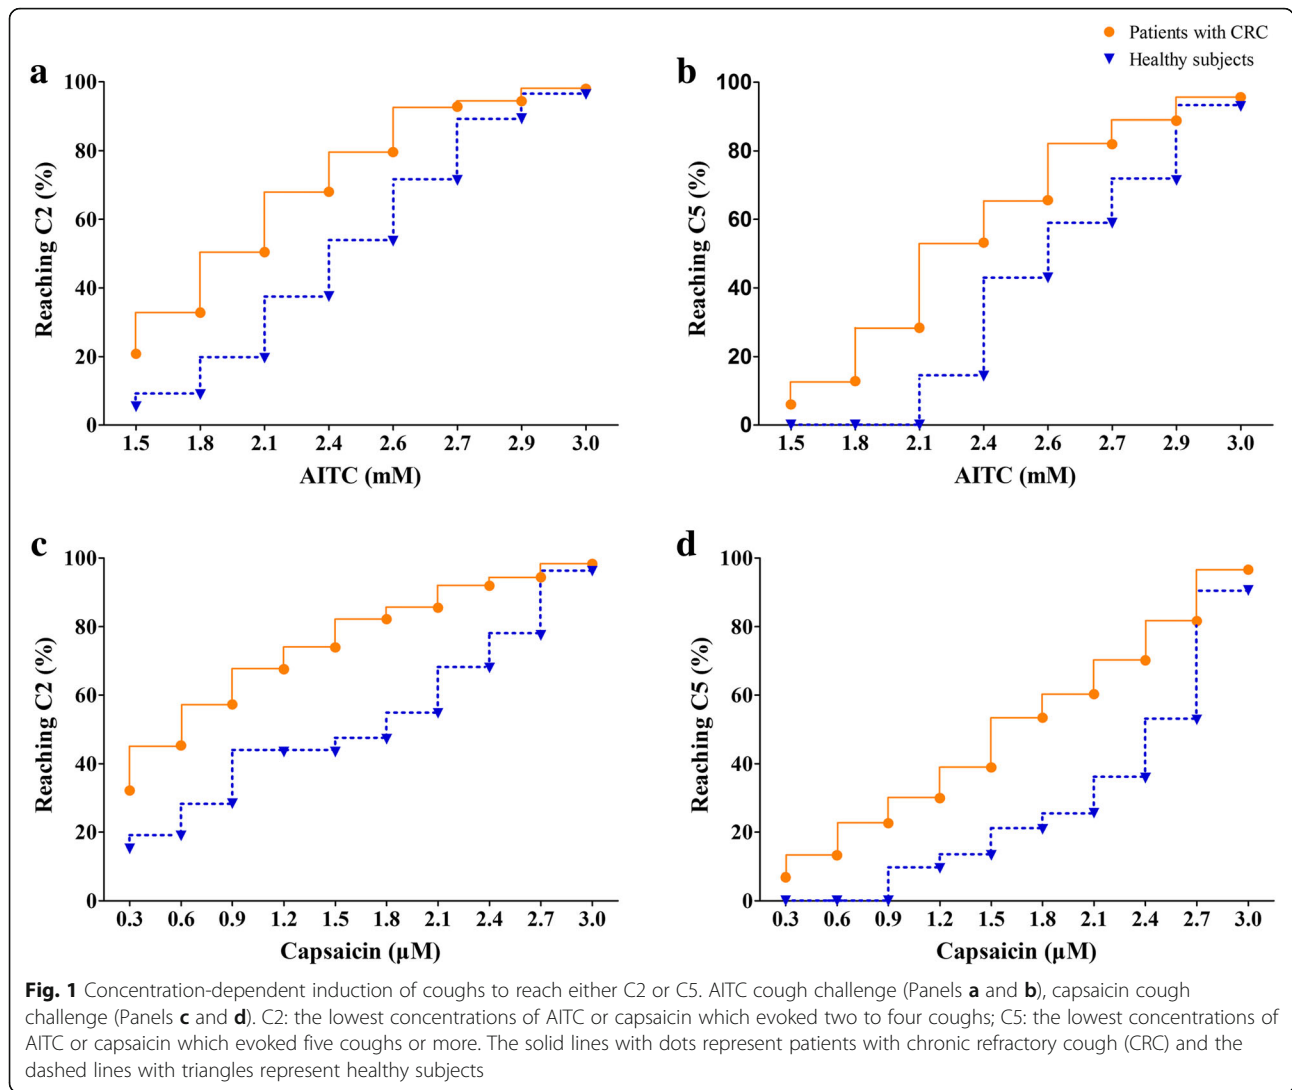 Patients with CRC
Healthy subjects
a
100
80
60
40
20
0
Reaching C2 (%)
1.5 1.8 2.1 2.4 2.6 2.7 2.9 3.0
AITC (mM)
b
100
80
60
40
20
0
Reaching C5 (%)
1.5 1.8 2.1 2.4 2.6 2.7 2.9 3.0
AITC (mM)
c
100
80
60
40
20
0
Reaching C2 (%)
0.3 0.6 0.9 1.2 1.5 1.8 2.1 2.4 2.7 3.0
Capsaicin (µM)
d
100
80
60
40
20
0
Reaching C5 (%)
0.3 0.6 0.9 1.2 1.5 1.8 2.1 2.4 2.7 3.0
Capsaicin (µM)
Fig. 1 Concentration-dependent induction of coughs to reach either C2 or C5. AITC cough challenge (Panels a and b), capsaicin cough
challenge (Panels c and d). C2: the lowest concentrations of AITC or capsaicin which evoked two to four coughs; C5: the lowest concentrations of
AITC or capsaicin which evoked five coughs or more. The solid lines with dots represent patients with chronic refractory cough (CRC) and the
dashed lines with triangles represent healthy subjects